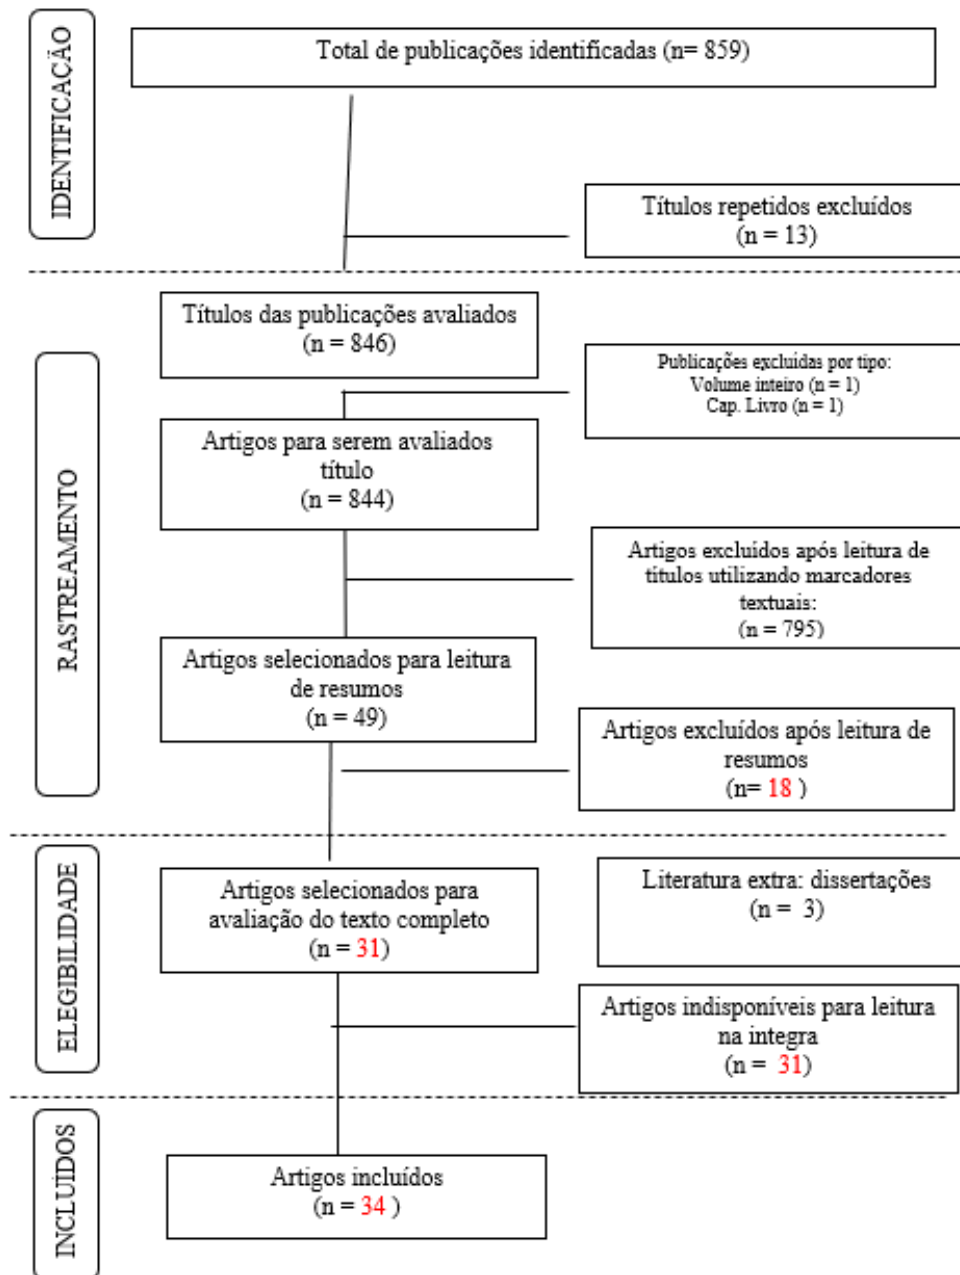 IDENTIFICAÇÃO
Total de publicações identificadas (n= 859)
Títulos repetidos excluídos
(n = 13)
RASTREAMENTO
Títulos das publicações avaliados
(n = 846)
Publicações excluidas por tipo:
Volume inteiro (n = 1)
Cap. Livro (n = 1)
Artigos para serem avaliados
título
(n = 844)
Artigos excluídos após leitura de
títulos utilizando marcadores
textuais:
(n = 795)
Artigos selecionados para leitura
de resumos
(n = 49)
Artigos excluídos após leitura de
resumos
(n= 18 )
ELEGIBILIDADE
Artigos selecionados para
avaliação do texto completo
(n = 31)
Literatura extra: dissertações
(n = 3)
Artigos indisponíveis para leitura
na integra
(n = 31)
INCLUÍDOS
Artigos incluídos
(n = 34 )